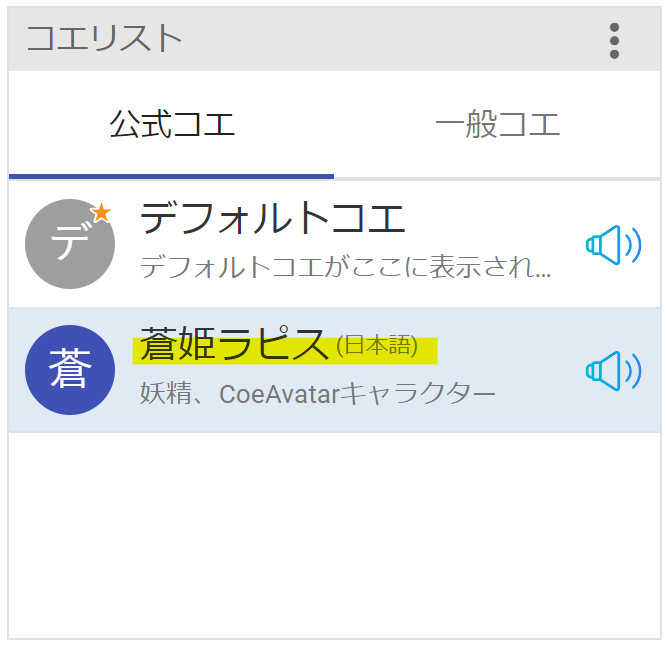 コエリスト
公式コエ
一般コエ
デ
デフォルトコエ
デフォルトコエがここに表示され...
蒼
蒼姫ラピス(日本語)
妖精、CoeAvatarキャラクター